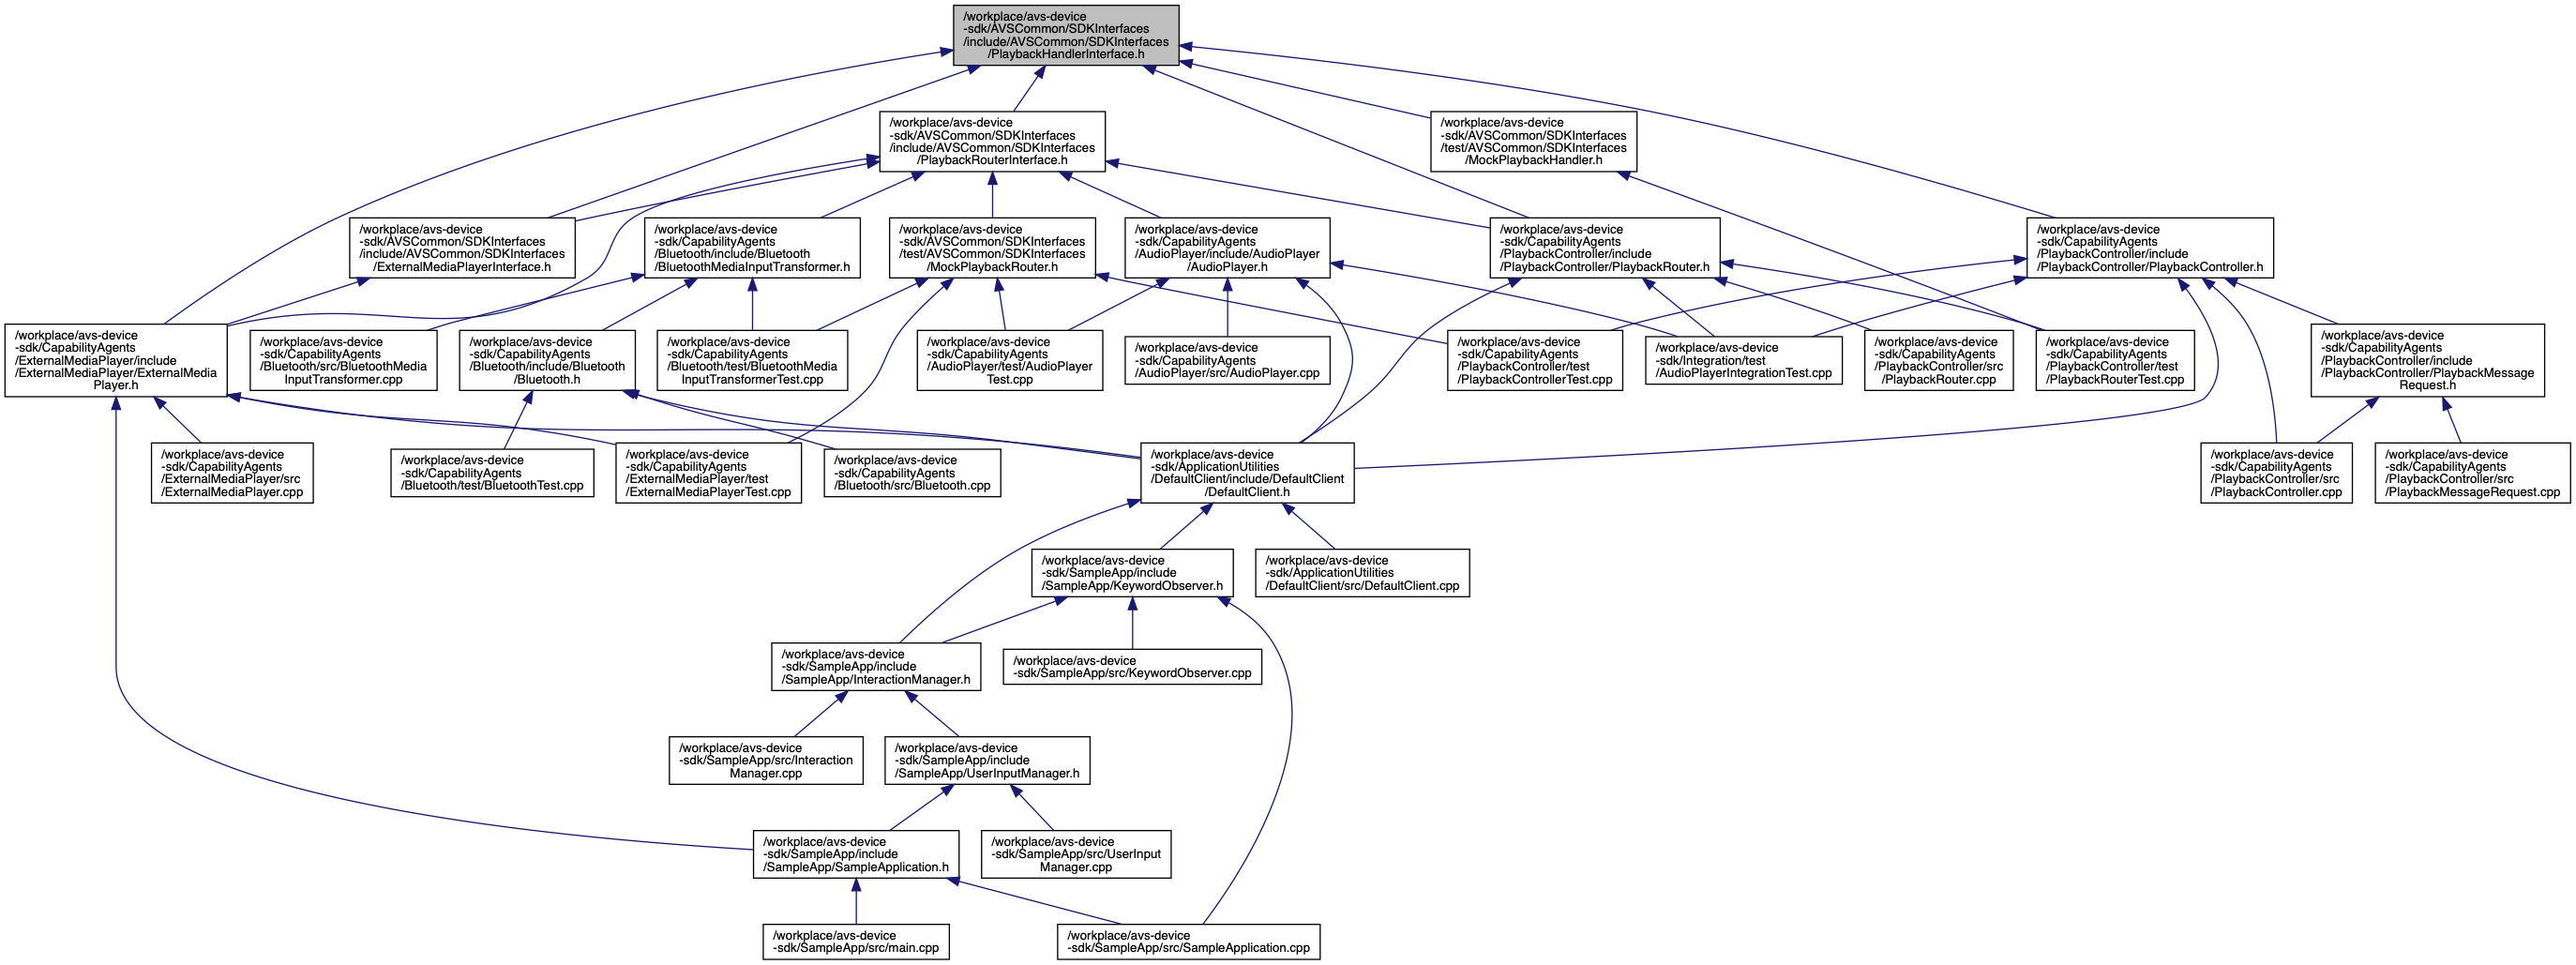 /workplace/avs-device
-sdk/AVSCommon/SDKInterfaces
/include/AVSCommon/SDKInterfaces
/PlaybackHandlerInterface.h
/workplace/avs-device
-sdk/AVSCommon/SDKInterfaces
/include/AVSCommon/SDKInterfaces
/PlaybackRouterInterface.h
/workplace/avs-device
-sdk/AVSCommon/SDKInterfaces
/test/AVSCommon/SDKInterfaces
/MockPlaybackHandler.h
/workplace/avs-device
-sdk/AVSCommon/SDKInterfaces
/include/AVSCommon/SDKInterfaces
/ExternalMediaPlayerInterface.h
/workplace/avs-device
-sdk/CapabilityAgents
/Bluetooth/include/Bluetooth
/BluetoothMediaInputTransformer.h
/workplace/avs-device
-sdk/AVSCommon/SDKInterfaces
/test/AVSCommon/SDKInterfaces
/MockPlaybackRouter.h
/workplace/avs-device
-sdk/CapabilityAgents
/AudioPlayer/include/AudioPlayer
/AudioPlayer.h
/workplace/avs-device
-sdk/CapabilityAgents
/PlaybackController/include
/PlaybackController/PlaybackRouter.h
/workplace/avs-device
-sdk/CapabilityAgents
/PlaybackController/include
/PlaybackController/PlaybackController.h
/workplace/avs-device
-sdk/CapabilityAgents
/ExternalMediaPlayer/include
/ExternalMediaPlayer/ExternalMedia
Player.h
/workplace/avs-device
-sdk/CapabilityAgents
/Bluetooth/src/BluetoothMedia
InputTransformer.cpp
/workplace/avs-device
-sdk/CapabilityAgents
/Bluetooth/include/Bluetooth
/Bluetooth.h
/workplace/avs-device
-sdk/CapabilityAgents
/Bluetooth/test/BluetoothMedia
InputTransformerTest.cpp
/workplace/avs-device
-sdk/CapabilityAgents
/AudioPlayer/test/AudioPlayer
Test.cpp
/workplace/avs-device
-sdk/CapabilityAgents
/AudioPlayer/src/AudioPlayer.cpp
/workplace/avs-device
-sdk/CapabilityAgents
/PlaybackController/test
/PlaybackControllerTest.cpp
/workplace/avs-device
-sdk/Integration/test
/AudioPlayerIntegrationTest.cpp
/workplace/avs-device
-sdk/CapabilityAgents
/PlaybackController/src
/PlaybackRouter.cpp
/workplace/avs-device
-sdk/CapabilityAgents
/PlaybackController/test
/PlaybackRouterTest.cpp
/workplace/avs-device
-sdk/CapabilityAgents
/PlaybackController/include
/PlaybackController/PlaybackMessage
Request.h
/workplace/avs-device
-sdk/CapabilityAgents
/ExternalMediaPlayer/src
/ExternalMediaPlayer.cpp
/workplace/avs-device
-sdk/CapabilityAgents
/Bluetooth/test/BluetoothTest.cpp
/workplace/avs-device
-sdk/CapabilityAgents
/ExternalMediaPlayer/test
/ExternalMediaPlayerTest.cpp
/workplace/avs-device
-sdk/CapabilityAgents
/Bluetooth/src/Bluetooth.cpp
/workplace/avs-device
-sdk/ApplicationUtilities
/DefaultClient/include/DefaultClient
/DefaultClient.h
/workplace/avs-device
-sdk/CapabilityAgents
/PlaybackController/src
/PlaybackController.cpp
/workplace/avs-device
-sdk/CapabilityAgents
/PlaybackController/src
/PlaybackMessageRequest.cpp
/workplace/avs-device
-sdk/SampleApp/include
/SampleApp/KeywordObserver.h
/workplace/avs-device
-sdk/ApplicationUtilities
/DefaultClient/src/DefaultClient.cpp
/workplace/avs-device
-sdk/SampleApp/include
/SampleApp/InteractionManager.h
/workplace/avs-device
-sdk/SampleApp/src/KeywordObserver.cpp
/workplace/avs-device
-sdk/SampleApp/src/Interaction
Manager.cpp
/workplace/avs-device
-sdk/SampleApp/include
/SampleApp/UserInputManager.h
/workplace/avs-device
-sdk/SampleApp/include
/SampleApp/SampleApplication.h
/workplace/avs-device
-sdk/SampleApp/src/UserInput
Manager.cpp
/workplace/avs-device
-sdk/SampleApp/src/main.cpp
/workplace/avs-device
-sdk/SampleApp/src/SampleApplication.cpp